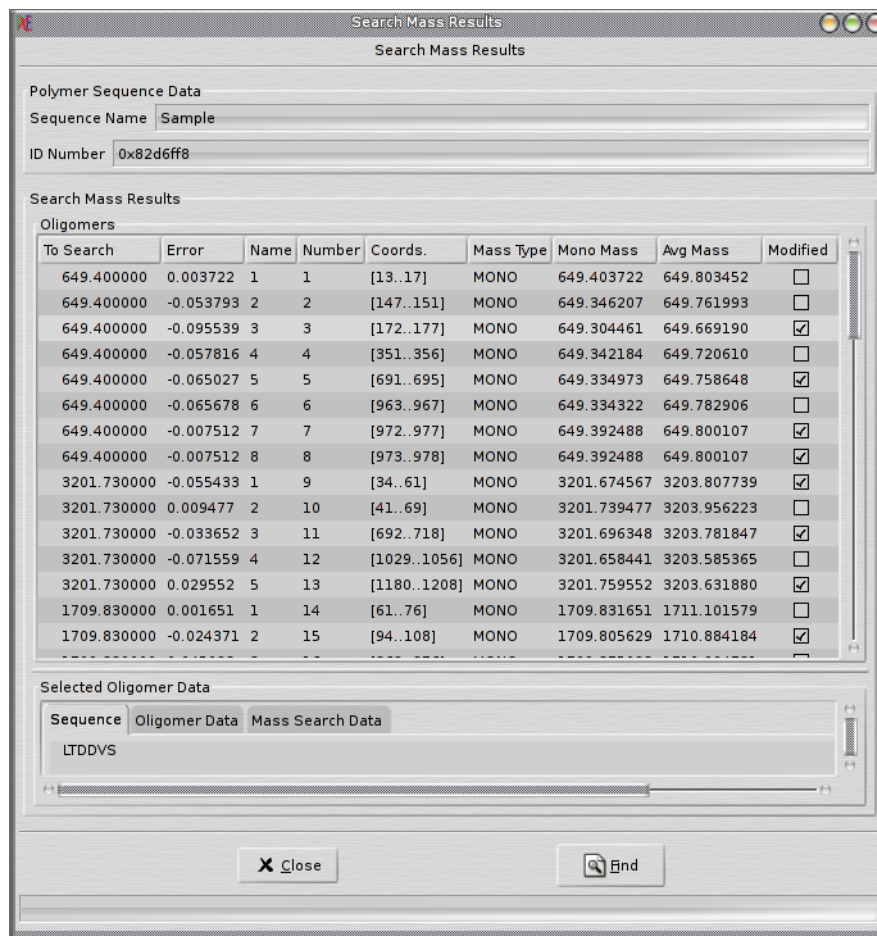 Search Mass Results
Search Mass Results
Polymer Sequence Data
Sequence Name Sample
ID Number 0x82d6ff8
Search Mass Results
Oligomers
To Search Error Name Number Coords. Mass Type Mono Mass Avg Mass Modified
649.400000 0.003722 1 1 [13..17] MONO 649.403722 649.803452
649.400000 -0.053793 2 2 [147..151] MONO 649.346207 649.761993
649.400000 -0.095539 3 3 [172..177] MONO 649.304461 649.669190
649.400000 -0.057816 4 4 [351..356] MONO 649.342184 649.720610
649.400000 -0.065027 5 5 [691..695] MONO 649.334973 649.758648
649.400000 -0.065678 6 6 [963..967] MONO 649.334322 649.782906
649.400000 -0.007512 7 7 [972..977] MONO 649.392488 649.800107
649.400000 -0.007512 8 8 [973..978] MONO 649.392488 649.800107
3201.730000 -0.055433 1 9 [34..61] MONO 3201.674567 3203.807739
3201.730000 0.009477 2 10 [41..69] MONO 3201.739477 3203.956223
3201.730000 -0.033652 3 11 [692..718] MONO 3201.696348 3203.781847
3201.730000 -0.071559 4 12 [1029..1056] MONO 3201.658441 3203.585365
3201.730000 0.029552 5 13 [1180..1208] MONO 3201.759552 3203.631880
1709.830000 0.001651 1 14 [61..76] MONO 1709.831651 1711.101579
1709.830000 -0.024371 2 15 [94..108] MONO 1709.805629 1710.884184
Selected Oligomer Data
Sequence Oligomer Data Mass Search Data
LTDDVS
Close Find